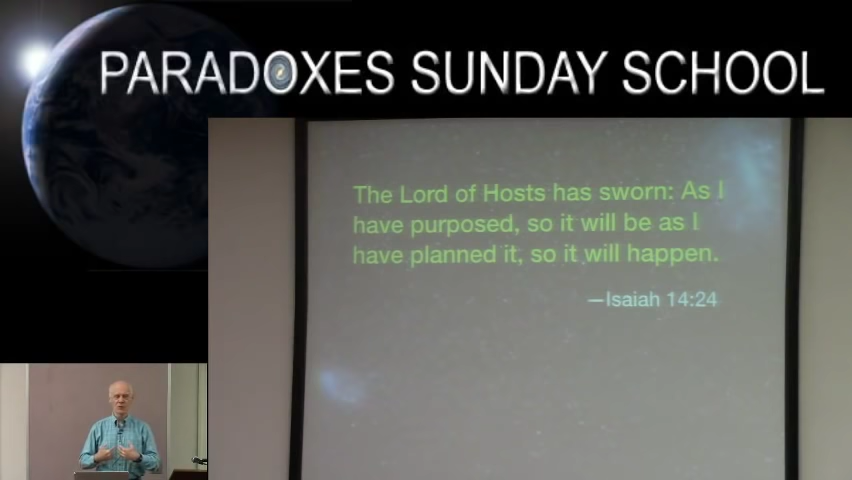 PARADOXES SUNDAY SCHOOL
The Lord of Hosts has sworn: As I
have purposed, so it will be as I
have planned it, so it will happen.
—Isaiah 14:24